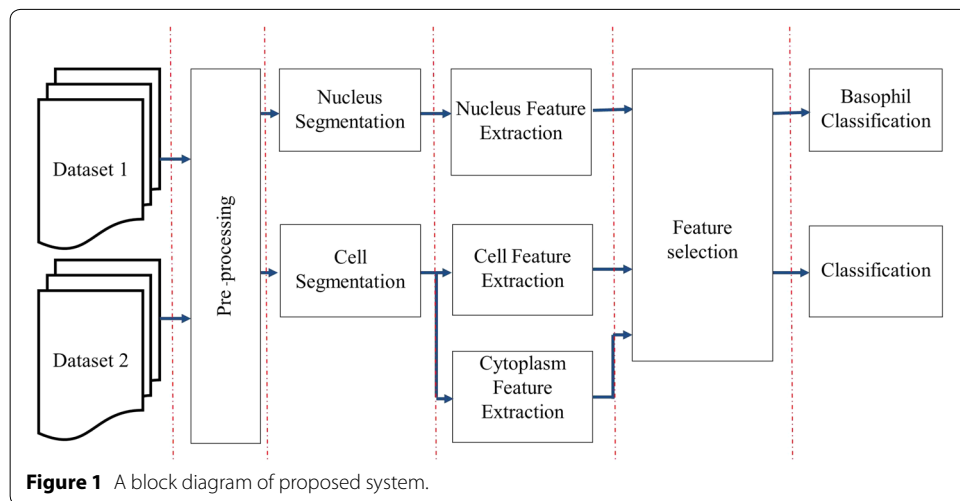 Dataset 1
Dataset 2
Pre-processing
Nucleus
Segmentation
Cell
Segmentation
Nucleus Feature
Extraction
Cell Feature
Extraction
Cytoplasm
Feature
Extraction
Feature
selection
Basophil
Classification
Classification
Figure 1 A block diagram of proposed system.